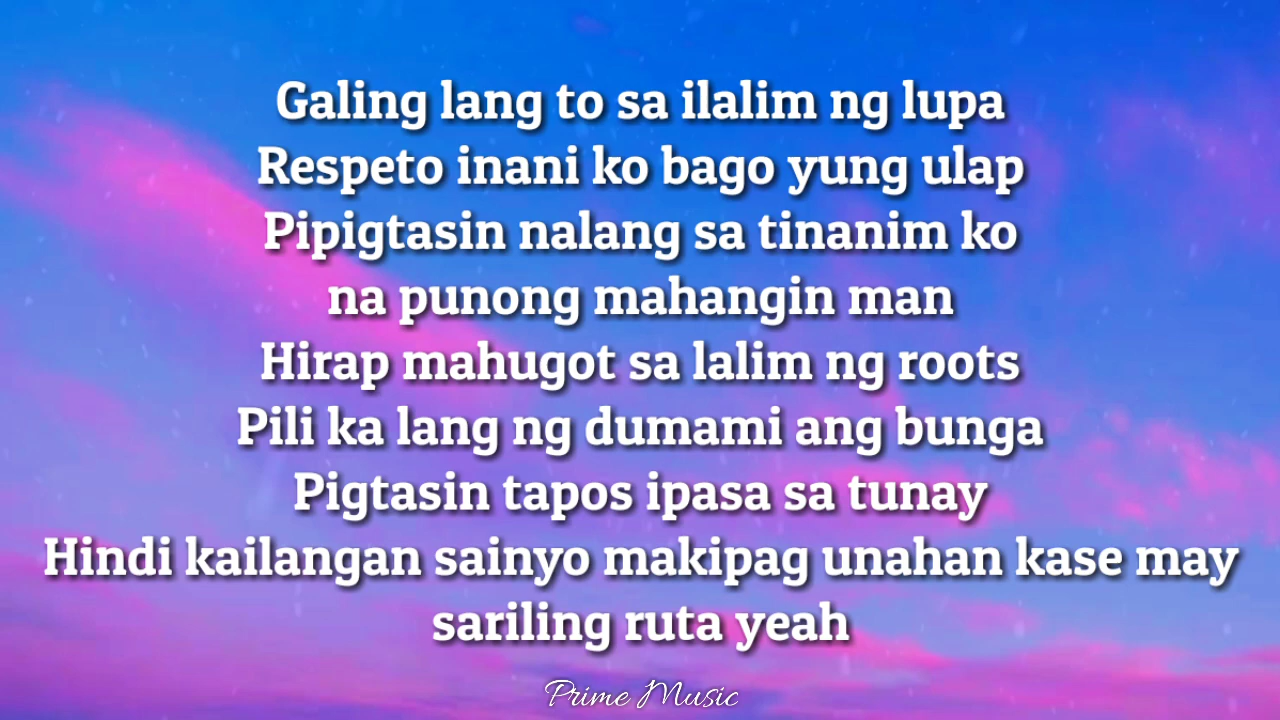 Galing lang to sa ilalim ng lupa
Respeto inani ko bago yung ulap
Pipigtasin nalang sa tinanim ko
na punong mahangin man
Hirap mahugot sa lalim ng roots
Pili ka lang ng dumami ang bunga
Pigtasin tapos ipasa sa tunay
Hindi kailangan sainyo makipag unahan kase may
sariling ruta yeah
Prime Music